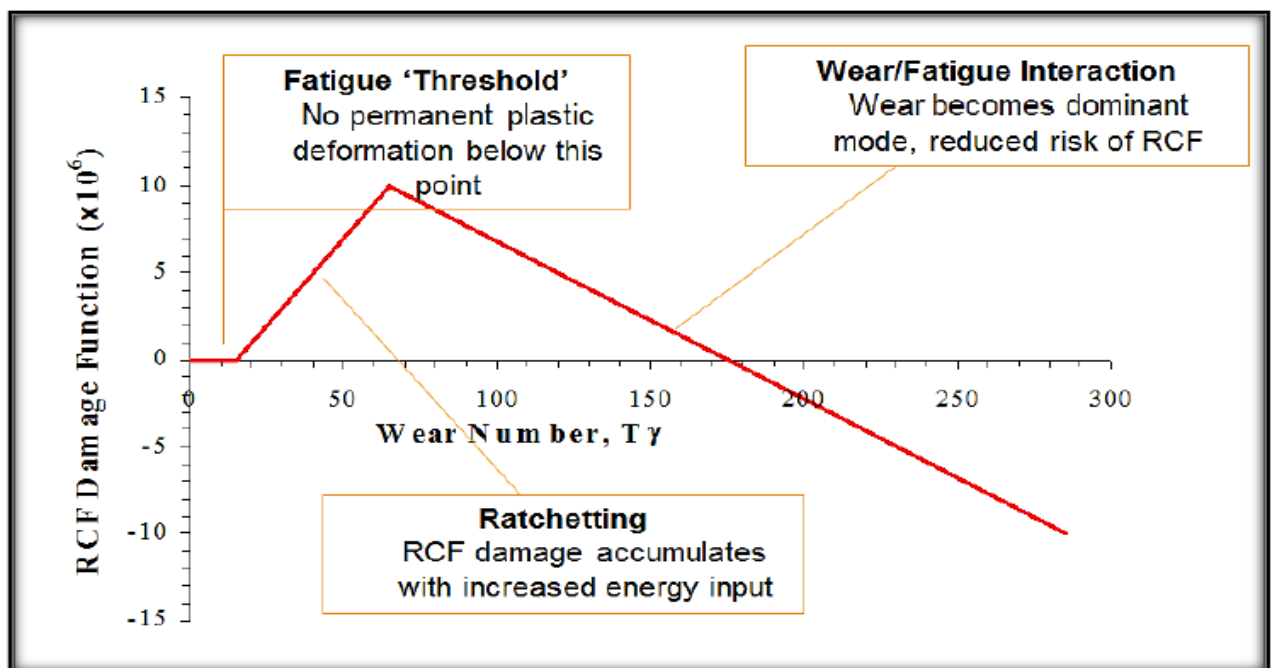 Fatigue ‘Threshold’
No permanent plastic
deformation below this
point
Wear/Fatigue Interaction
Wear becomes dominant
mode, reduced risk of RCF
RCF Damage Function (x10⁶)
15
10
5
0
-5
-10
-15
0
50
100
150
200
250
300
Wear Number, Tγ
Ratchetting
RCF damage accumulates
with increased energy input